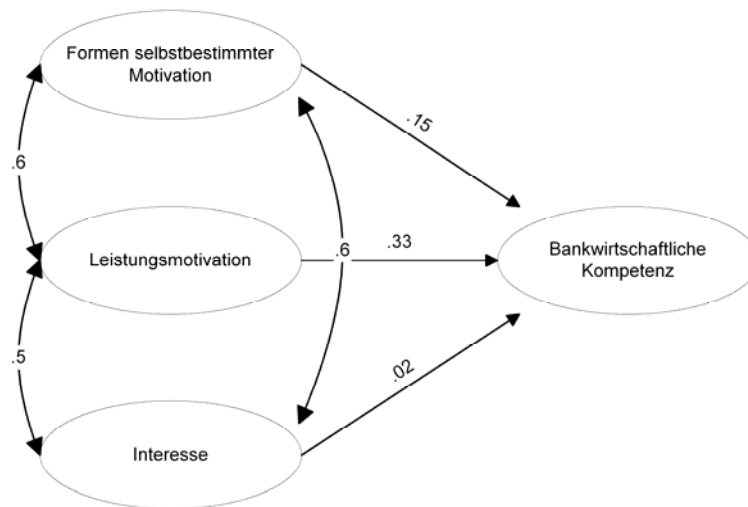 Formen selbstbestimmter
Motivation
.15
.6
Leistungsmotivation
.6
.33
Bankwirtschaftliche
Kompetenz
.5
.02
Interesse